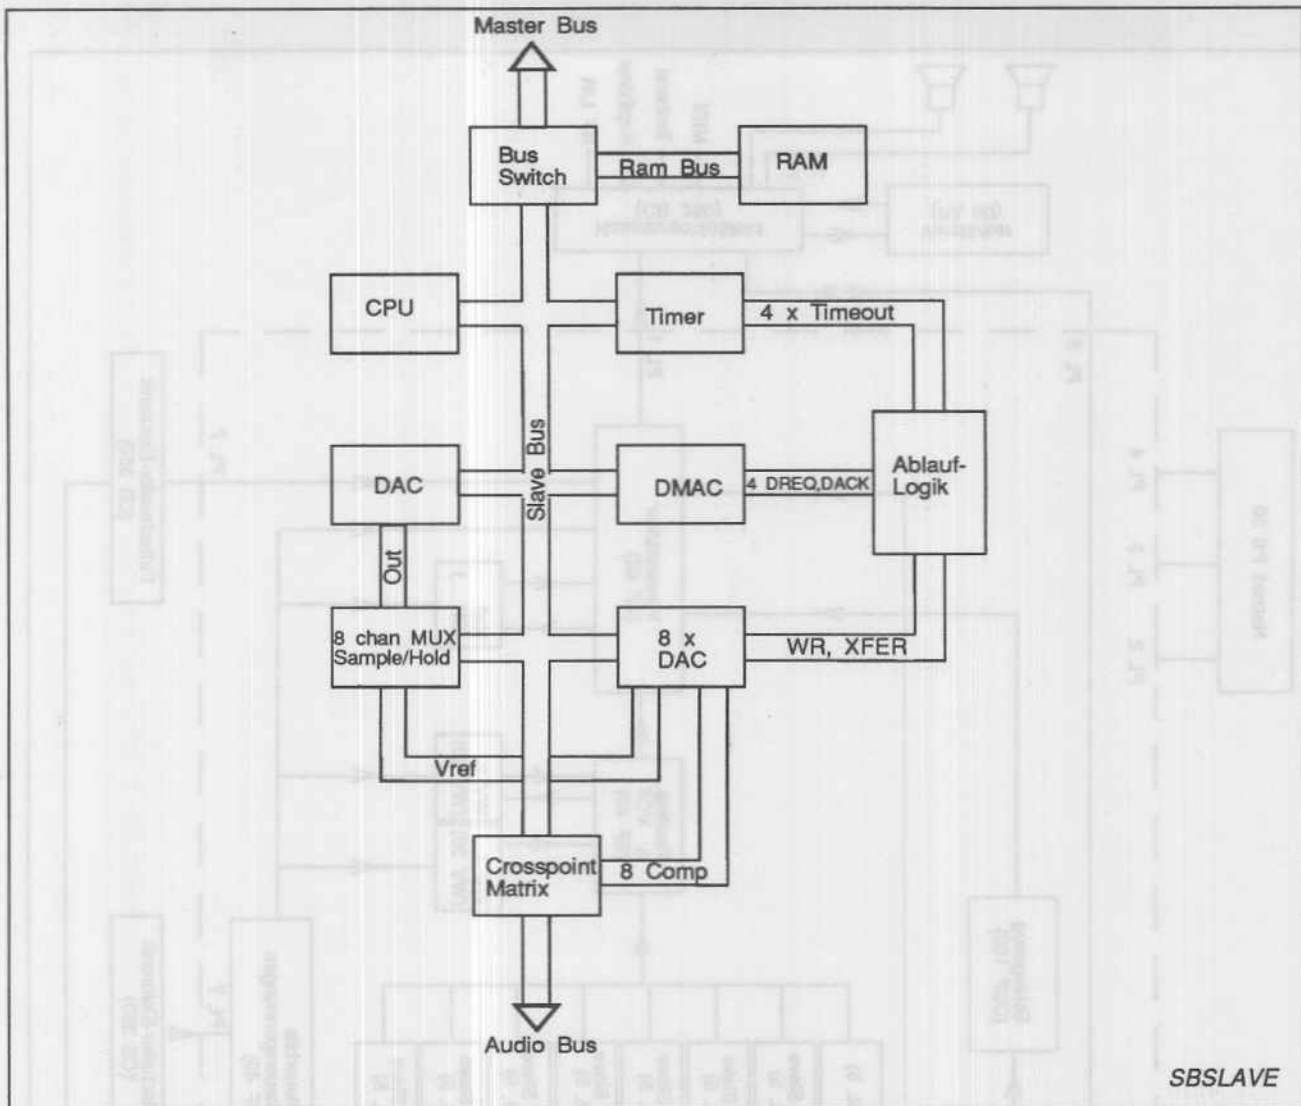 Master Bus
Bus
Switch
Ram Bus
RAM
CPU
Timer
4 x Timeout
Slave Bus
DAC
DMAC
4 DREQ,DACK
Ablauf-
Logik
Out
8 chan MUX
Sample/Hold
8 x
DAC
WR, XFER
Vref
Crosspoint
Matrix
8 Comp
Audio Bus
SBSLAVE